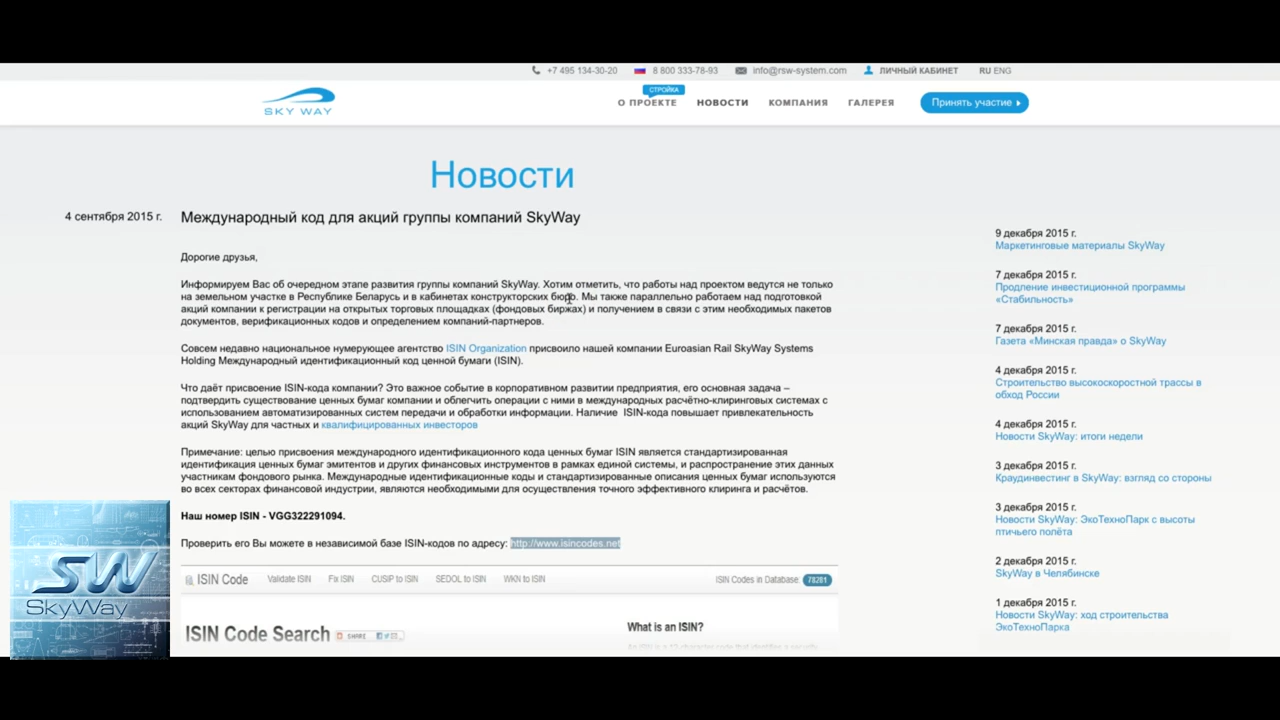 +7 495 134-30-20 8 800 333-78-93 info@rsw-system.com ЛИЧНЫЙ КАБИНЕТ RU ENG
SKY WAY
СТРОЙКА
О ПРОЕКТЕ НОВОСТИ КОМПАНИЯ ГАЛЕРЕЯ Принять участие
Новости
4 сентября 2015 г. Международный код для акций группы компаний SkyWay
Дорогие друзья,
Информируем Вас об очередном этапе развития группы компаний SkyWay. Хотим отметить, что работы над проектом ведутся не только
на земельном участке в Республике Беларусь и в кабинетах конструкторских бюро. Мы также параллельно работаем над подготовкой
акций компании к регистрации на открытых торговых площадках (фондовых биржах) и получением в связи с этим необходимых пакетов
документов, верификационных кодов и определением компаний-партнеров.
Совсем недавно национальное нумерующее агентство ISIN Organization присвоило нашей компании Euroasian Rail SkyWay Systems
Holding Международный идентификационный код ценной бумаги (ISIN).
Что даёт присвоение ISIN-кода компании? Это важное событие в корпоративном развитии предприятия, его основная задача –
подтвердить существование ценных бумаг компании и облегчить операции с ними в международных расчётно-клиринговых системах с
использованием автоматизированных систем передачи и обработки информации. Наличие ISIN-кода повышает привлекательность
акций SkyWay для частных и квалифицированных инвесторов
Примечание: целью присвоения международного идентификационного кода ценных бумаг ISIN является стандартизированная
идентификация ценных бумаг эмитентов и других финансовых инструментов в рамках единой системы, и распространение этих данных
участникам фондового рынка. Международные идентификационные коды и стандартизированные описания ценных бумаг используются
во всех секторах финансовой индустрии, являются необходимыми для осуществления точного эффективного клиринга и расчётов.
Наш номер ISIN - VGG322291094.
Проверить его Вы можете в независимой базе ISIN-кодов по адресу: http://www.isincodes.net
ISIN Code Validate ISIN Fix ISIN CUSIP to ISIN SEDOL to ISIN WKN to ISIN ISIN Codes in Database: 78281
ISIN Code Search SHARE
What is an ISIN?
9 декабря 2015 г.
Маркетинговые материалы SkyWay
7 декабря 2015 г.
Продление инвестиционной программы
«Стабильность»
7 декабря 2015 г.
Газета «Минская правда» о SkyWay
4 декабря 2015 г.
Строительство высокоскоростной трассы в
обход России
4 декабря 2015 г.
Новости SkyWay: итоги недели
3 декабря 2015 г.
Краудинвестинг в SkyWay: взгляд со стороны
3 декабря 2015 г.
Новости SkyWay: ЭкоТехноПарк с высоты
птичьего полёта
2 декабря 2015 г.
SkyWay в Челябинске
1 декабря 2015 г.
Новости SkyWay: ход строительства
ЭкоТехноПарка
SW
SkyWay